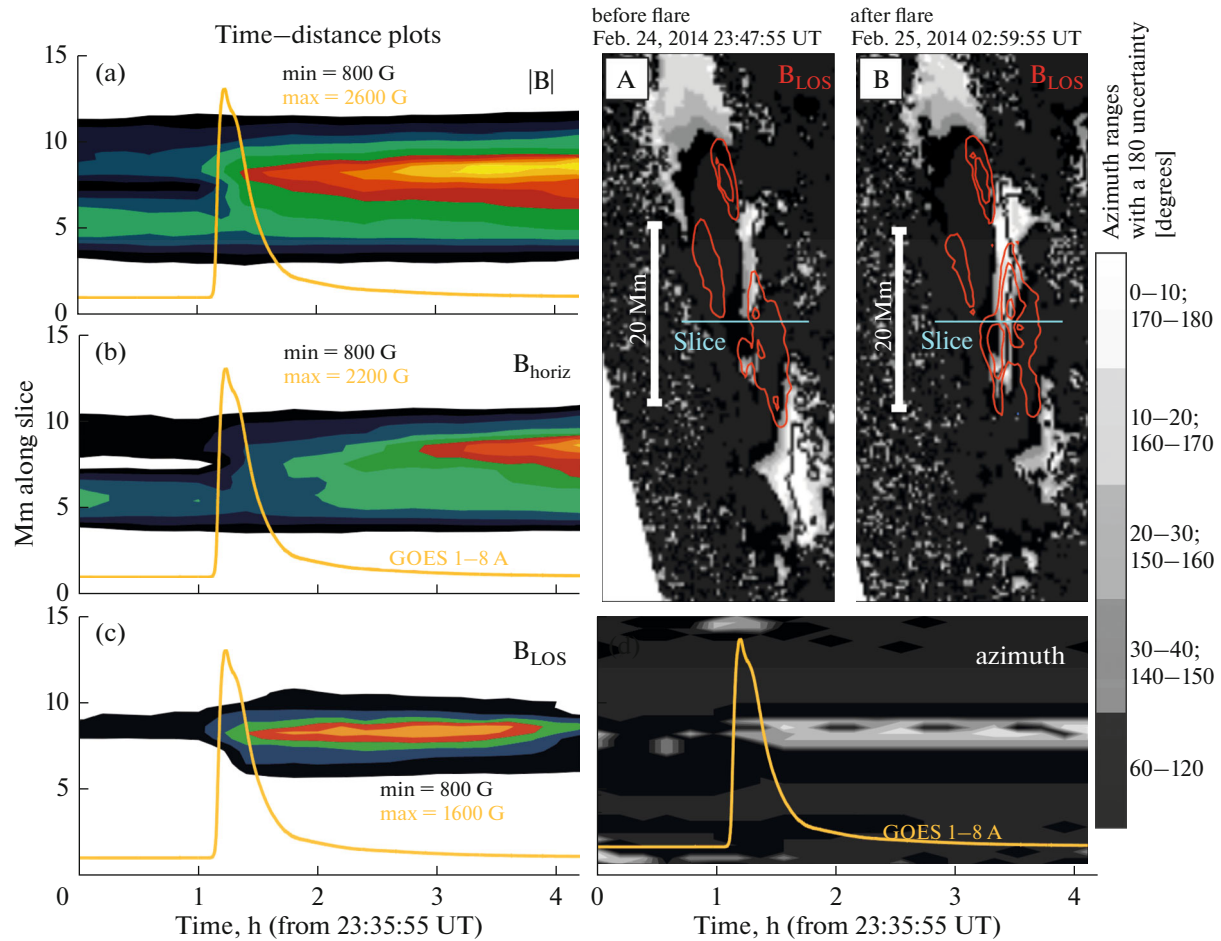 Time–distance plots
15
(a)
min = 800 G
max = 2600 G
|B|
10
5
0
(b)
min = 800 G
max = 2200 G
B_horiz
15
10
5
0
GOES 1–8 A
Mm along slice
15
(c)
B_LOS
10
5
min = 800 G
max = 1600 G
0
1
2
3
4
Time, h (from 23:35:55 UT)
before flare
Feb. 24, 2014 23:47:55 UT
A
B_LOS
20 Mm
Slice
after flare
Feb. 25, 2014 02:59:55 UT
B
B_LOS
20 Mm
Slice
(d)
azimuth
GOES 1–8 A
0
1
2
3
4
Time, h (from 23:35:55 UT)
Azimuth ranges
with a 180 uncertainty
[degrees]
0–10;
170–180
10–20;
160–170
20–30;
150–160
30–40;
140–150
60–120